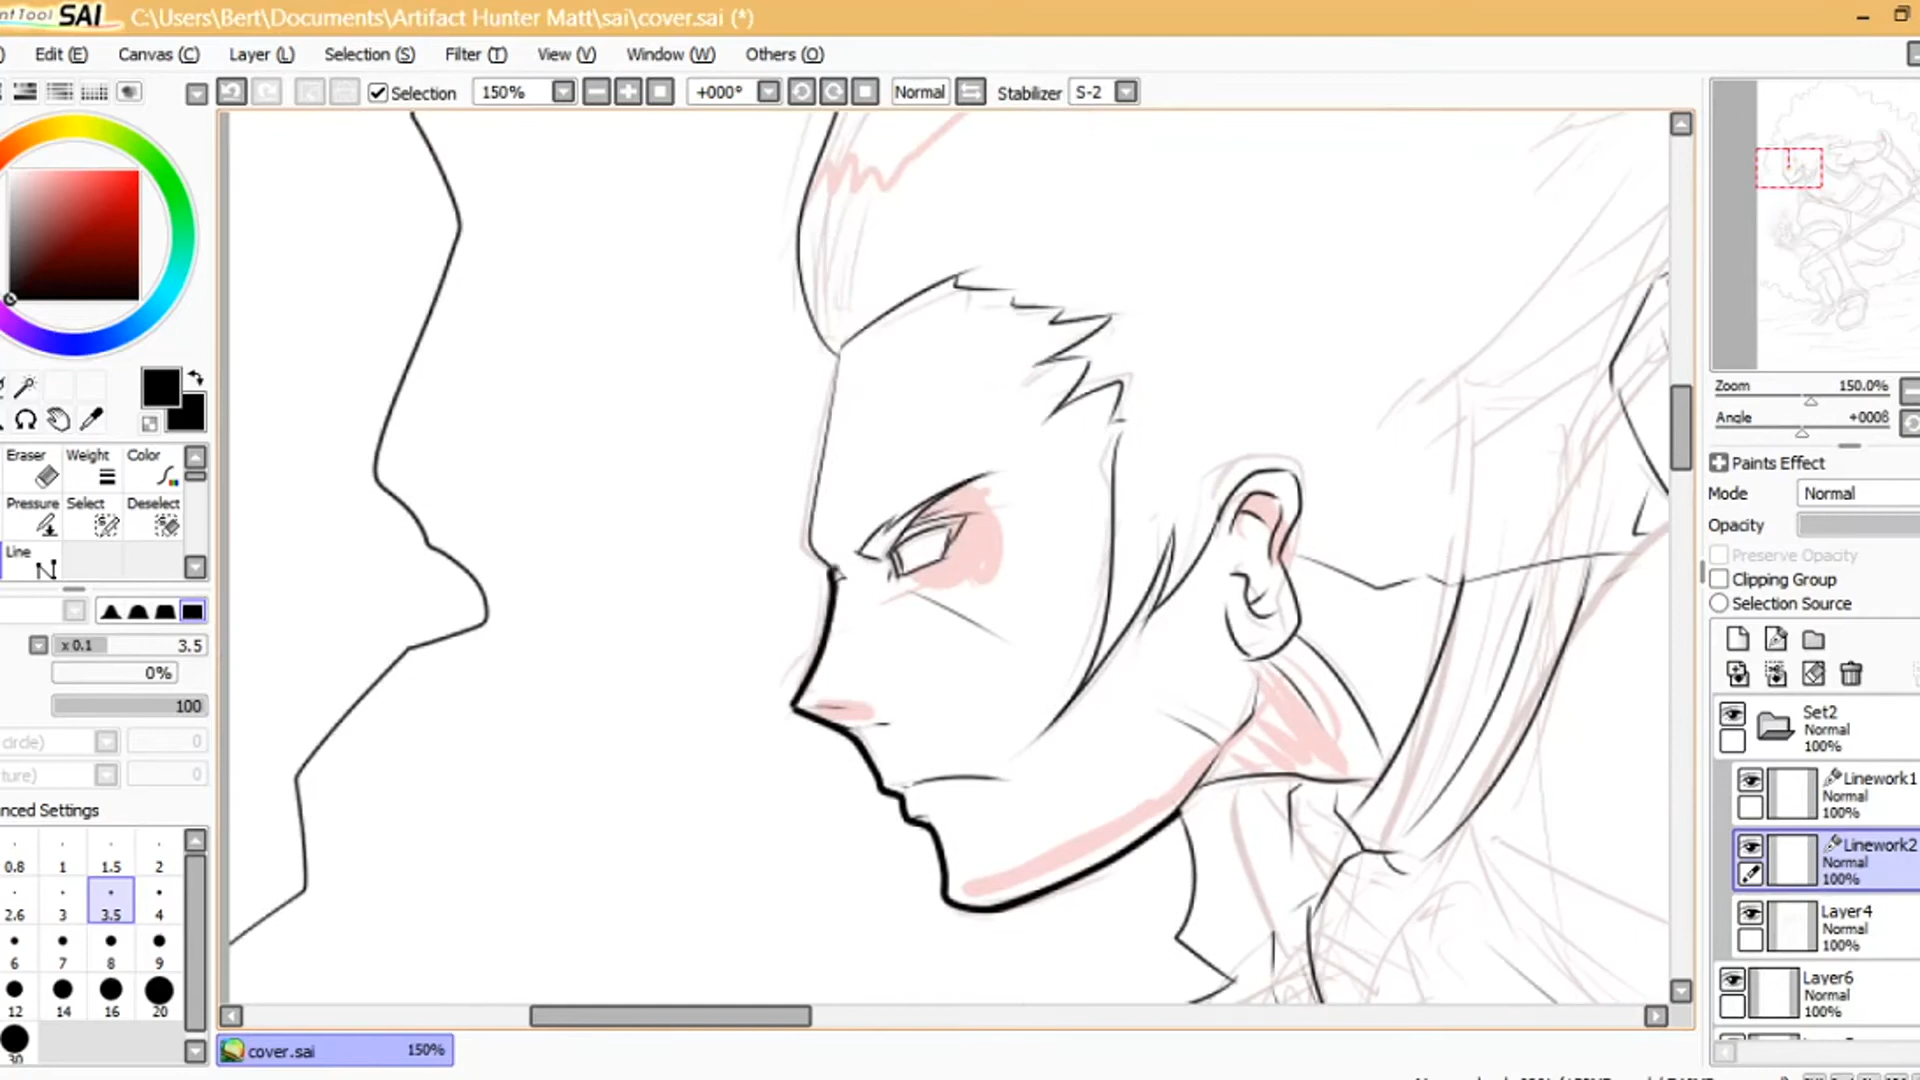 nt Tool SAI C:\Users\Bert\Documents\Artifact Hunter Matt\sai\cover.sai (*)
) Edit (E) Canvas (C) Layer (L) Selection (S) Filter (T) View (V) Window (W) Others (O)
Selection 150% +000° Normal Stabilizer S-2
Zoom 150.0%
Angle +000ß
Paints Effect
Mode Normal
Opacity
Preserve Opacity
Clipping Group
Selection Source
Set2
Normal
100%
Linework1
Normal
100%
Linework2
Normal
100%
Layer4
Normal
100%
Layer6
Normal
100%
Eraser Weight Color
Pressure Select Deselect
Line
x 0.1 3.5
0%
100
circle) 0
ture) 0
nced Settings
0.8 1 1.5 2
2.6 3 3.5 4
6 7 8 9
12 14 16 20
30
cover.sai 150%